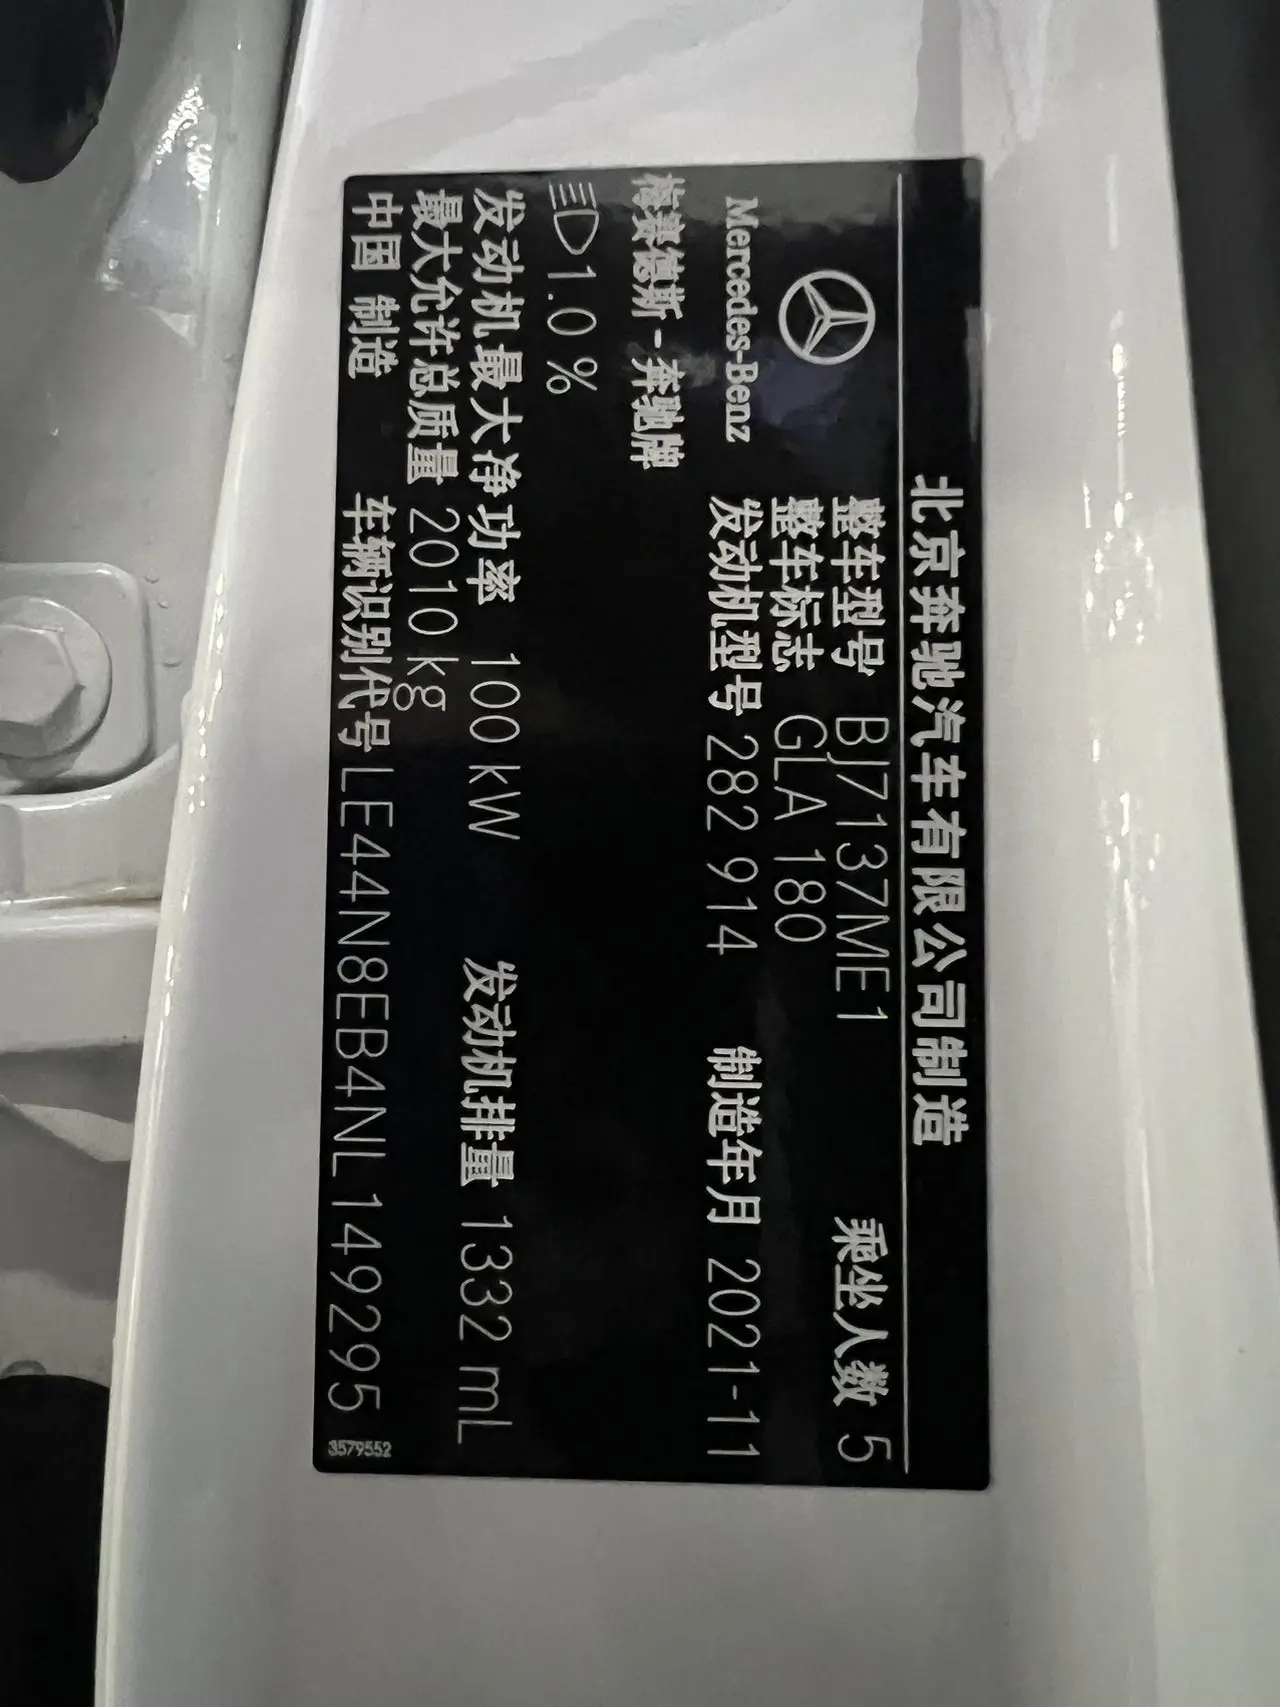 北京奔驰汽车有限公司制造
整车型号 BJ7137ME1 乘坐人数 5
整车标志 GLA 180
Mercedes-Benz 发动机型号 282 914 制造年月 2021-11
梅赛德斯-奔驰牌
1.0 %
发动机最大净功率 100 kW 发动机排量 1332 mL
最大允许总质量 2010 kg
中国 制造 车辆识别代号 LE44N8EB4NL149295
3579552